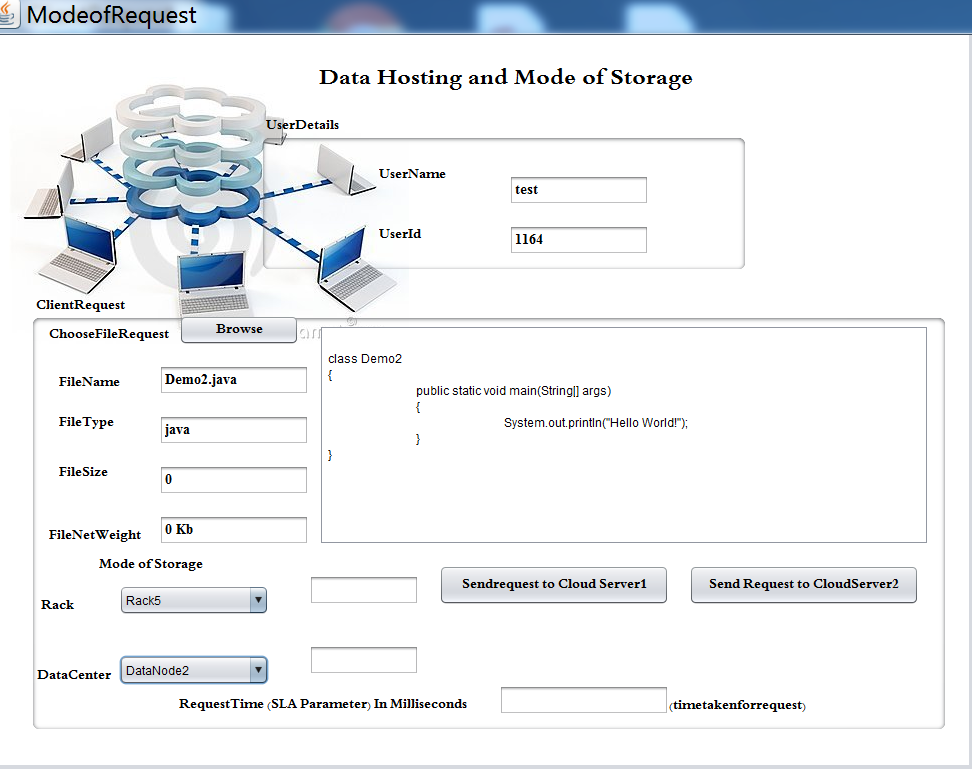 ModeofRequest
Data Hosting and Mode of Storage
UserDetails
UserName
test
UserId
1164
ClientRequest
ChooseFileRequest
Browse
FileName
Demo2.java
FileType
java
FileSize
0
FileNetWeight
0 Kb
class Demo2
{
public static void main(String[] args)
{
System.out.println("Hello World!");
}
}
Mode of Storage
Rack
Rack5
Sendrequest to Cloud Server1
Send Request to CloudServer2
DataCenter
DataNode2
RequestTime (SLA Parameter) In Milliseconds
(timetakenforrequest)